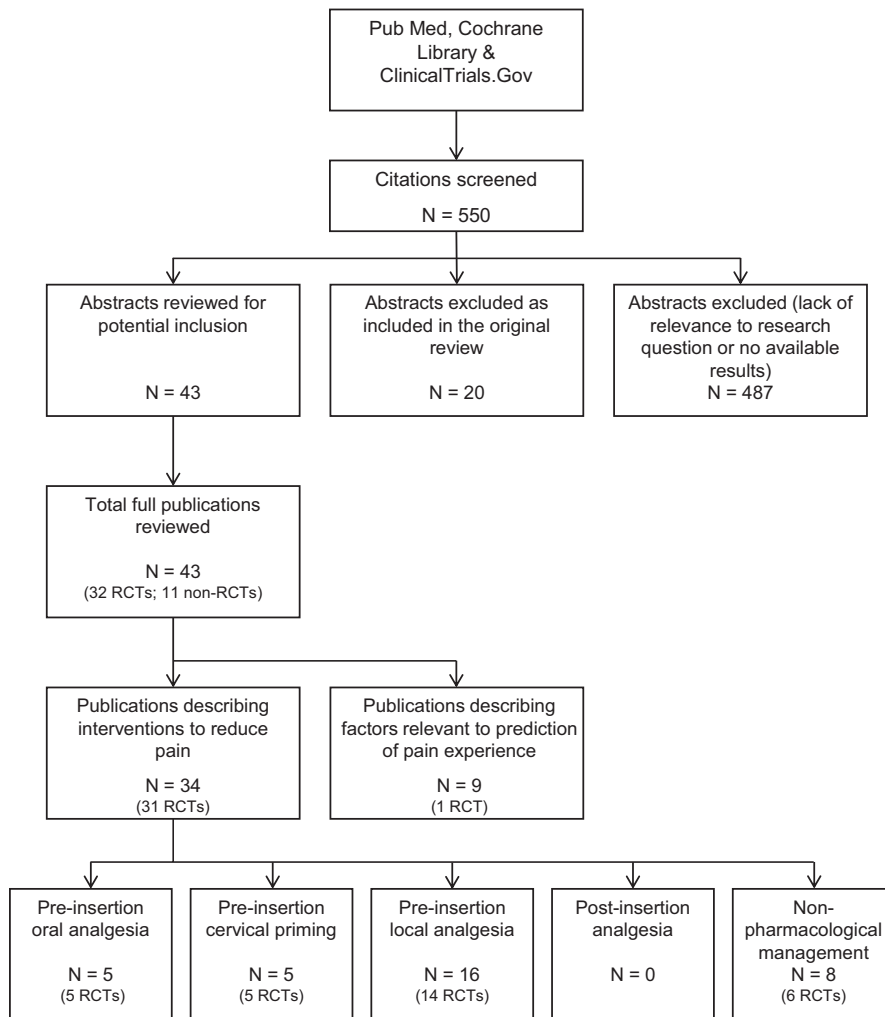 Pub Med, Cochrane
Library &
ClinicalTrials.Gov
Citations screened
N = 550
Abstracts reviewed for
potential inclusion
N = 43
Abstracts excluded as
included in the original
review
N = 20
Abstracts excluded (lack of
relevance to research
question or no available
results)
N = 487
Total full publications
reviewed
N = 43
(32 RCTs; 11 non-RCTs)
Publications describing
interventions to reduce
pain
N = 34
(31 RCTs)
Publications describing
factors relevant to prediction
of pain experience
N = 9
(1 RCT)
Pre-insertion
oral analgesia
N = 5
(5 RCTs)
Pre-insertion
cervical priming
N = 5
(5 RCTs)
Pre-insertion
local analgesia
N = 16
(14 RCTs)
Post-insertion
analgesia
N = 0
Non-
pharmacological
management
N = 8
(6 RCTs)